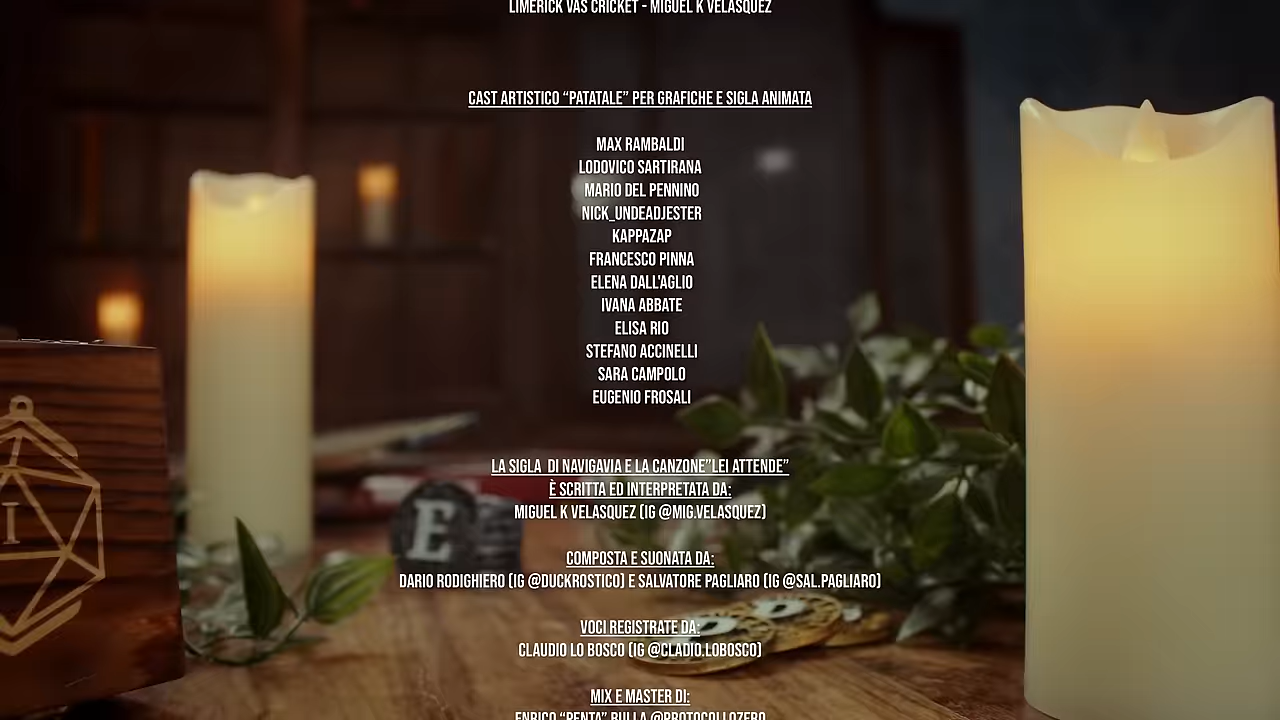 LIMERICK VAS CRICKET - MIGUEL K VELASQUEZ
CAST ARTISTICO “PATATALE” PER GRAFICHE E SIGLA ANIMATA
MAX RAMBALDI
LODOVICO SARTIRANA
MARIO DEL PENNINO
NICK_UNDEADJESTER
KAPPAZAP
FRANCESCO PINNA
ELENA DALL'AGLIO
IVANA ABBATE
ELISA RIO
STEFANO ACCINELLI
SARA CAMPOLO
EUGENIO FROSALI
LA SIGLA  DI NAVIGAVIA E LA CANZONE”LEI ATTENDE”
È SCRITTA ED INTERPRETATA DA:
MIGUEL K VELASQUEZ (IG @MIG.VELASQUEZ)
COMPOSTA E SUONATA DA:
DARIO RODIGHIERO (IG @DUCKROSTICO) E SALVATORE PAGLIARO (IG @SAL.PAGLIARO)
VOCI REGISTRATE DA:
CLAUDIO LO BOSCO (IG @CLADIO.LOBOSCO)
MIX E MASTER DI:
ENRICO “PENTA” BULLA @PROTOCOLLOZERO
I
E